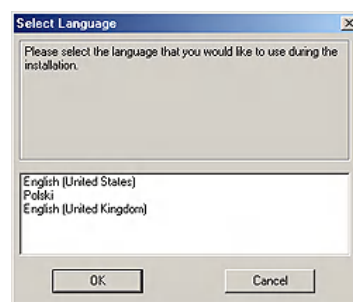 Select Language
Please select the language that you would like to use during the
installation.
English (United States)
Polski
English (United Kingdom)
OK
Cancel